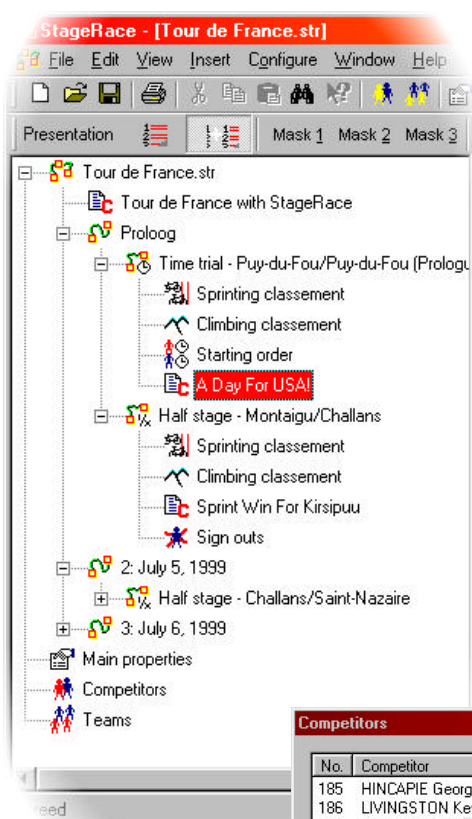 StageRace - [Tour de France.str]
File Edit View Insert Configure Window Help
Presentation Mask 1 Mask 2 Mask 3
Tour de France.str
Tour de France with StageRace
Proloog
Time trial - Puy-du-Fou/Puy-du-Fou (Prologu
Sprinting classement
Climbing classement
Starting order
A Day For USA!
Half stage - Montaigu/Challans
Sprinting classement
Climbing classement
Sprint Win For Kirsipuu
Sign outs
2: July 5, 1999
Half stage - Challans/Saint-Nazaire
3: July 6, 1999
Main properties
Competitors
Teams
Competitors
No. Competitor
185 HINCAPIE Georg
186 LIVINGSTON Ke